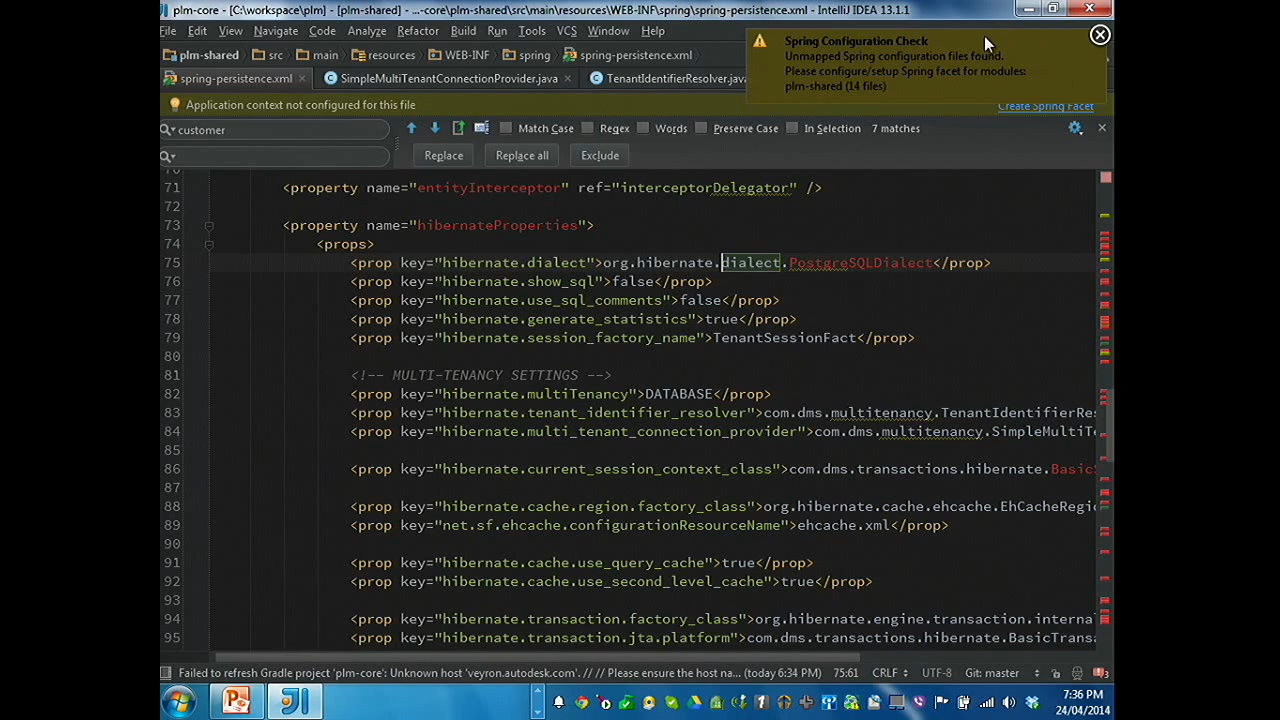 plm-core - [C:\workspace\plm] - [plm-shared] - ...-core\plm-shared\src\main\resources\WEB-INF\spring\spring-persistence.xml - IntelliJ IDEA 13.1.1
File Edit View Navigate Code Analyze Refactor Build Run Tools VCS Window Help
plm-shared src main resources WEB-INF spring spring-persistence.xml
Spring Configuration Check
Unmapped Spring configuration files found.
Please configure/setup Spring facet for modules:
plm-shared (14 files)
spring-persistence.xml SimpleMultiTenantConnectionProvider.java TenantIdentifierResolver.java
Application context not configured for this file Create Spring Facet
customer Match Case Regex Words Preserve Case In Selection 7 matches
Replace Replace all Exclude
71 <property name="entityInterceptor" ref="interceptorDelegator" />
72
73 <property name="hibernateProperties">
74 <props>
75 <prop key="hibernate.dialect">org.hibernate.dialect.PostgreSQLDialect</prop>
76 <prop key="hibernate.show_sql">false</prop>
77 <prop key="hibernate.use_sql_comments">false</prop>
78 <prop key="hibernate.generate_statistics">true</prop>
79 <prop key="hibernate.session_factory_name">TenantSessionFact</prop>
80
81 <!-- MULTI-TENANCY SETTINGS -->
82 <prop key="hibernate.multiTenancy">DATABASE</prop>
83 <prop key="hibernate.tenant_identifier_resolver">com.dms.multitenancy.TenantIdentifierRes
84 <prop key="hibernate.multi_tenant_connection_provider">com.dms.multitenancy.SimpleMultiTe
85
86 <prop key="hibernate.current_session_context_class">com.dms.transactions.hibernate.BasicS
87
88 <prop key="hibernate.cache.region.factory_class">org.hibernate.cache.ehcache.EhCacheRegio
89 <prop key="net.sf.ehcache.configurationResourceName">ehcache.xml</prop>
90
91 <prop key="hibernate.cache.use_query_cache">true</prop>
92 <prop key="hibernate.cache.use_second_level_cache">true</prop>
93
94 <prop key="hibernate.transaction.factory_class">org.hibernate.engine.transaction.interna
95 <prop key="hibernate.transaction.jta.platform">com.dms.transactions.hibernate.BasicTrans
Failed to refresh Gradle project 'plm-core': Unknown host 'veyron.autodesk.com'. // // Please ensure the host na... (today 6:34 PM) 75:61 CRLF UTF-8 Git: master
7:36 PM
24/04/2014